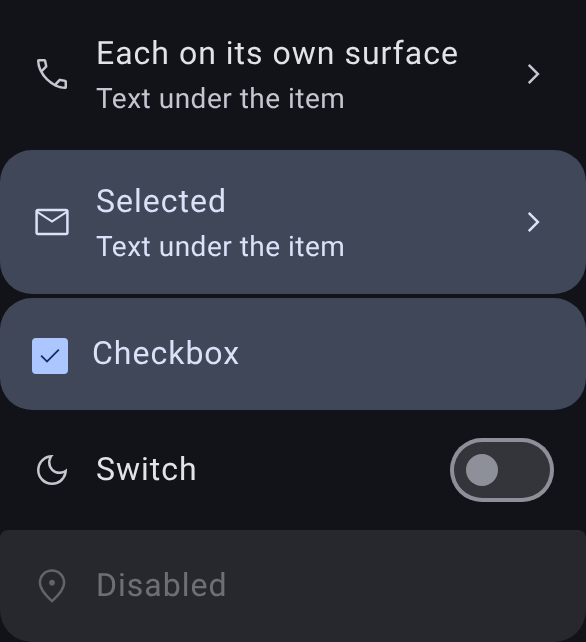 Each on its own surface
Text under the item
Selected
Text under the item
Checkbox
Switch
Disabled